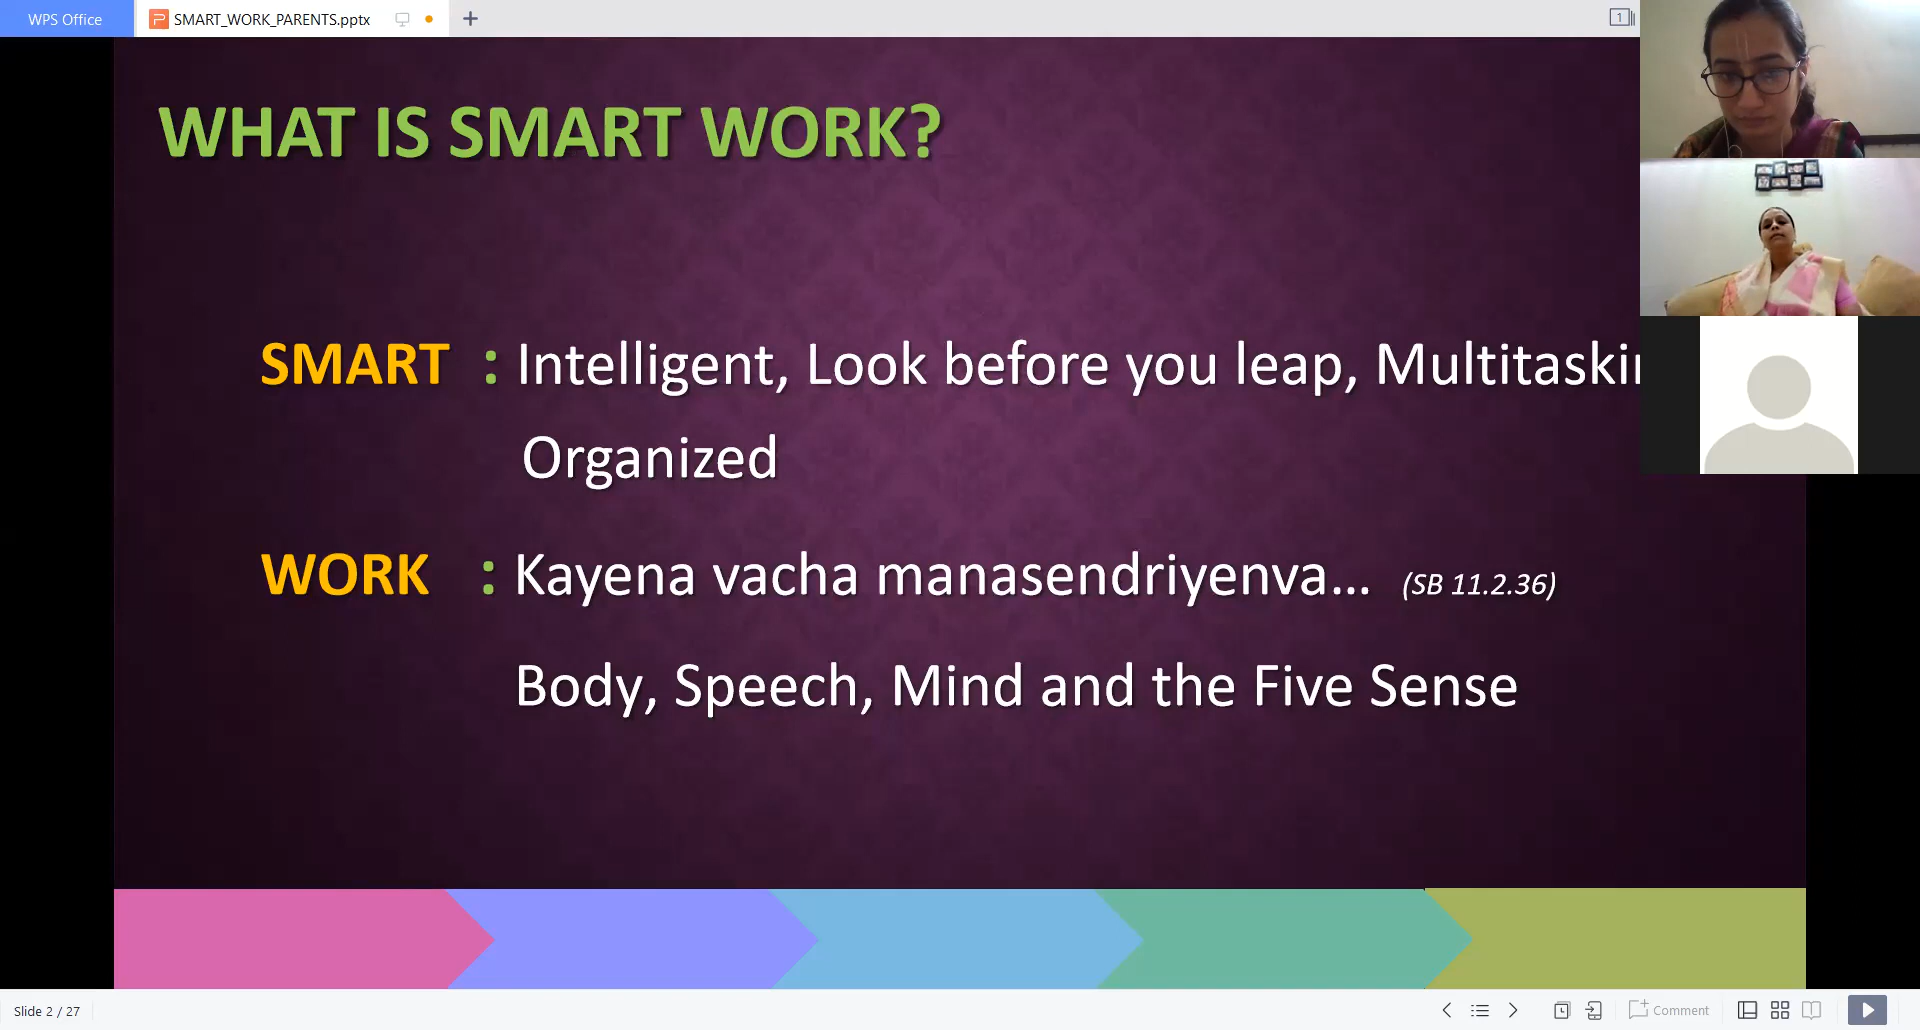 WPS Office
SMART_WORK_PARENTS.pptx
1
WHAT IS SMART WORK?
SMART : Intelligent, Look before you leap,
Organized
WORK : Kayena vacha manasendriyenva... (SB 11.2.36)
Body, Speech, Mind and the Five Sense
Slide 2 / 27
Comment